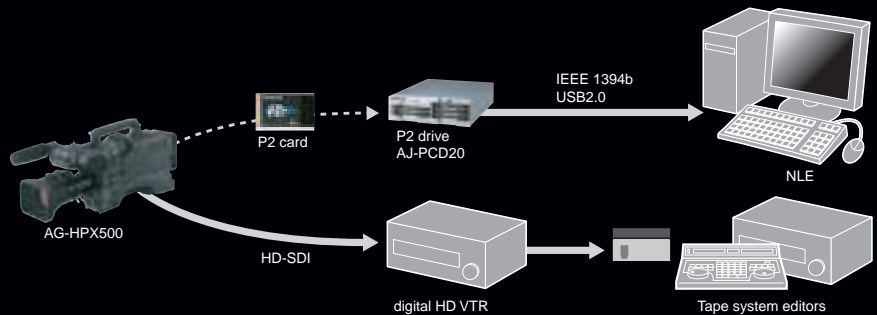 IEEE 1394b
USB2.0
P2 card
P2 drive
AJ-PCD20
NLE
AG-HPX500
HD-SDI
digital HD VTR
Tape system editors